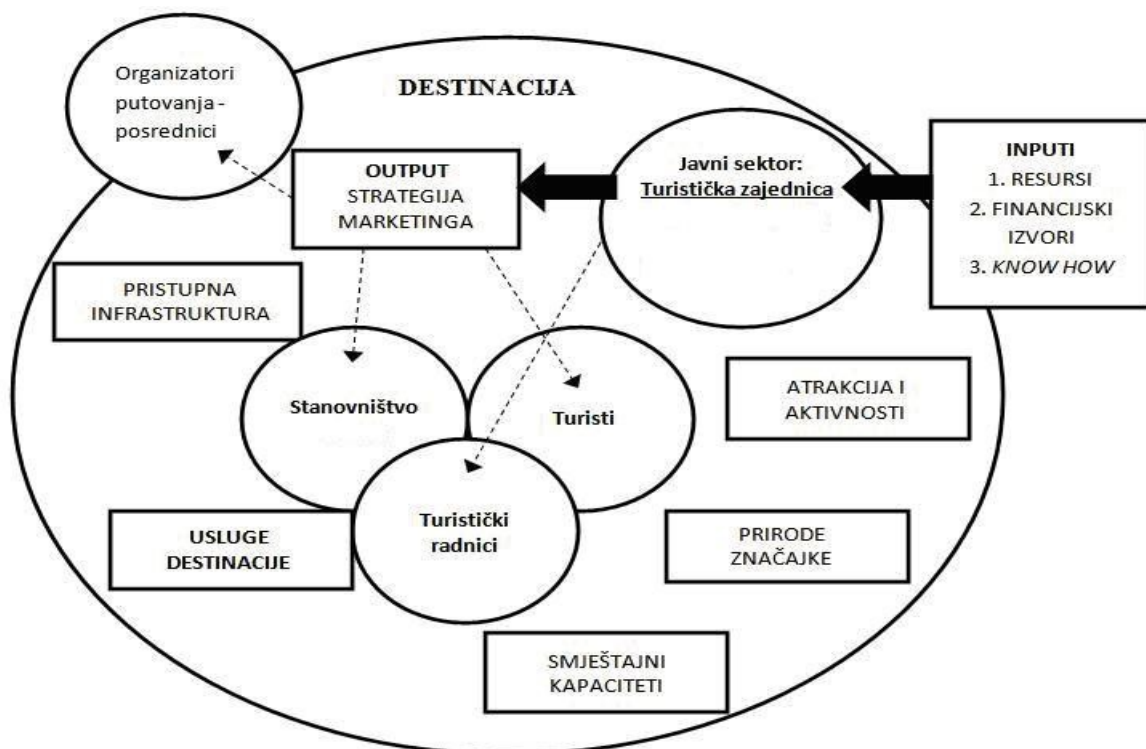 Organizatori
putovanja -
posrednici
DESTINACIJA
OUTPUT
STRATEGIJA
MARKETINGA
Javni sektor:
Turistička zajednica
INPUTI
1. RESURSI
2. FINANCIJSKI
IZVORI
3. KNOW HOW
PRISTUPNA
INFRASTRUKTURA
Stanovništvo
Turisti
ATRAKCIJA I
AKTIVNOSTI
Turistički
radnici
USLUGE
DESTINACIJE
PRIRODE
ZNAČAJKE
SMJEŠTAJNI
KAPACITETI